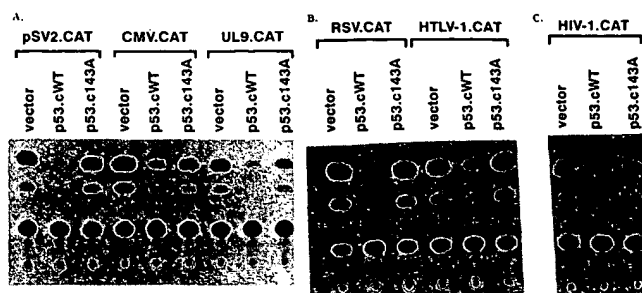 A.
pSV2.CAT CMV.CAT UL9.CAT
vector p53.cWT p53.c143A vector p53.cWT p53.c143A vector p53.cWT p53.c143A
B.
RSV.CAT HTLV-1.CAT
vector p53.cWT p53.c143A vector p53.cWT p53.c143A
C.
HIV-1.CAT
vector p53.cWT p53.c143A